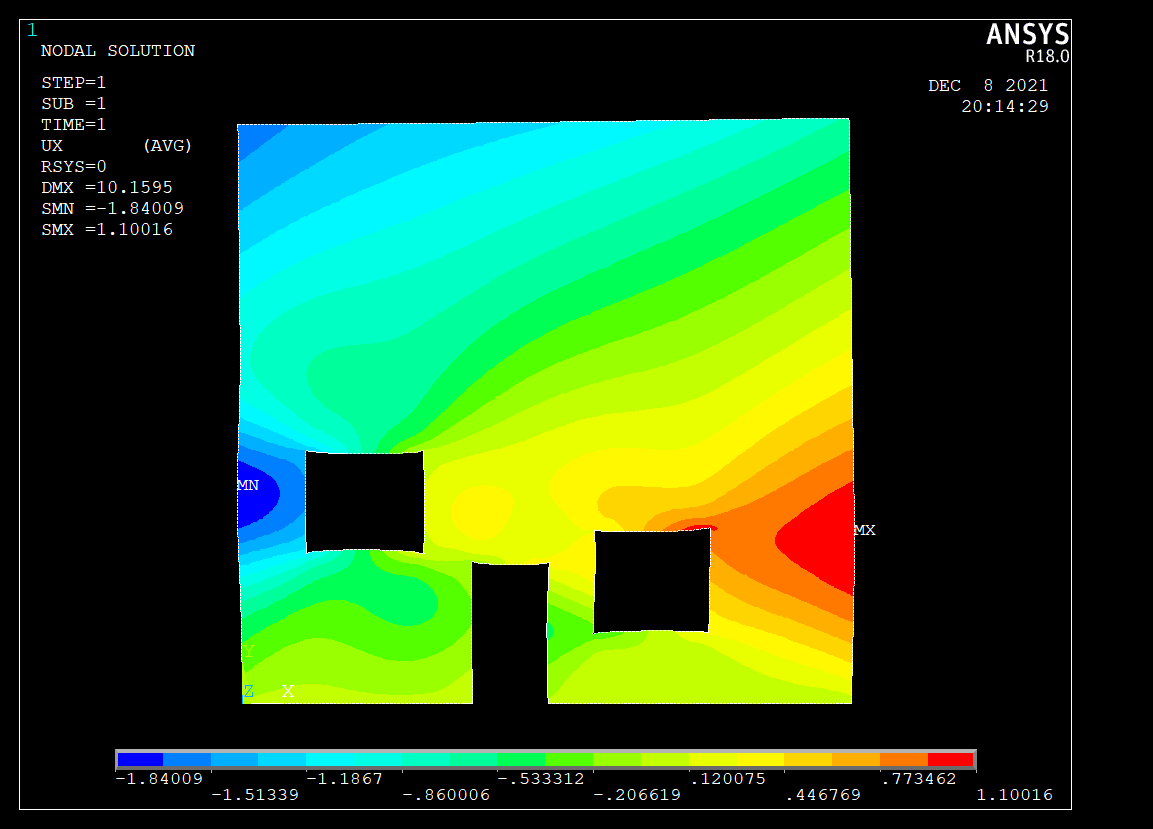 1
ANSYS
R18.0
NODAL SOLUTION
STEP=1
SUB =1
TIME=1
UX (AVG)
RSYS=0
DMX =10.1595
SMN =-1.84009
SMX =1.10016
DEC 8 2021
20:14:29
MN
MX
Y
Z X
-1.84009 -1.1867 -.533312 .120075 .773462
-1.51339 -.860006 -.206619 .446769 1.10016